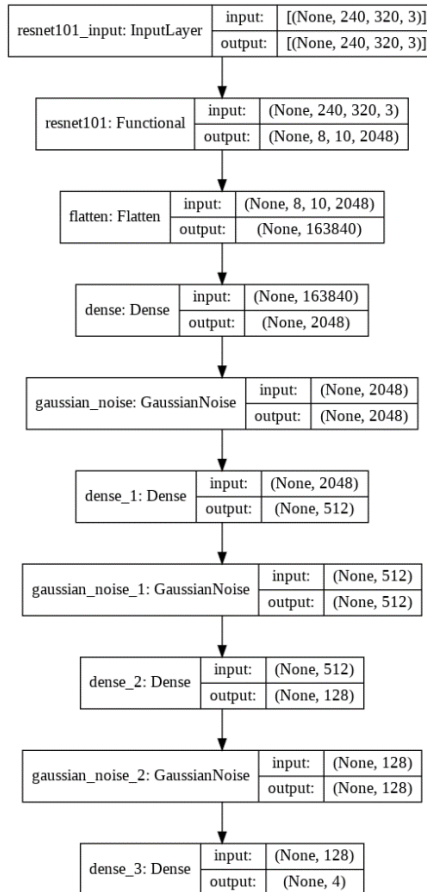 resnet101_input: InputLayer input: [(None, 240, 320, 3)]
output: [(None, 240, 320, 3)]
resnet101: Functional input: (None, 240, 320, 3)
output: (None, 8, 10, 2048)
flatten: Flatten input: (None, 8, 10, 2048)
output: (None, 163840)
dense: Dense input: (None, 163840)
output: (None, 2048)
gaussian_noise: GaussianNoise input: (None, 2048)
output: (None, 2048)
dense_1: Dense input: (None, 2048)
output: (None, 512)
gaussian_noise_1: GaussianNoise input: (None, 512)
output: (None, 512)
dense_2: Dense input: (None, 512)
output: (None, 128)
gaussian_noise_2: GaussianNoise input: (None, 128)
output: (None, 128)
dense_3: Dense input: (None, 128)
output: (None, 4)